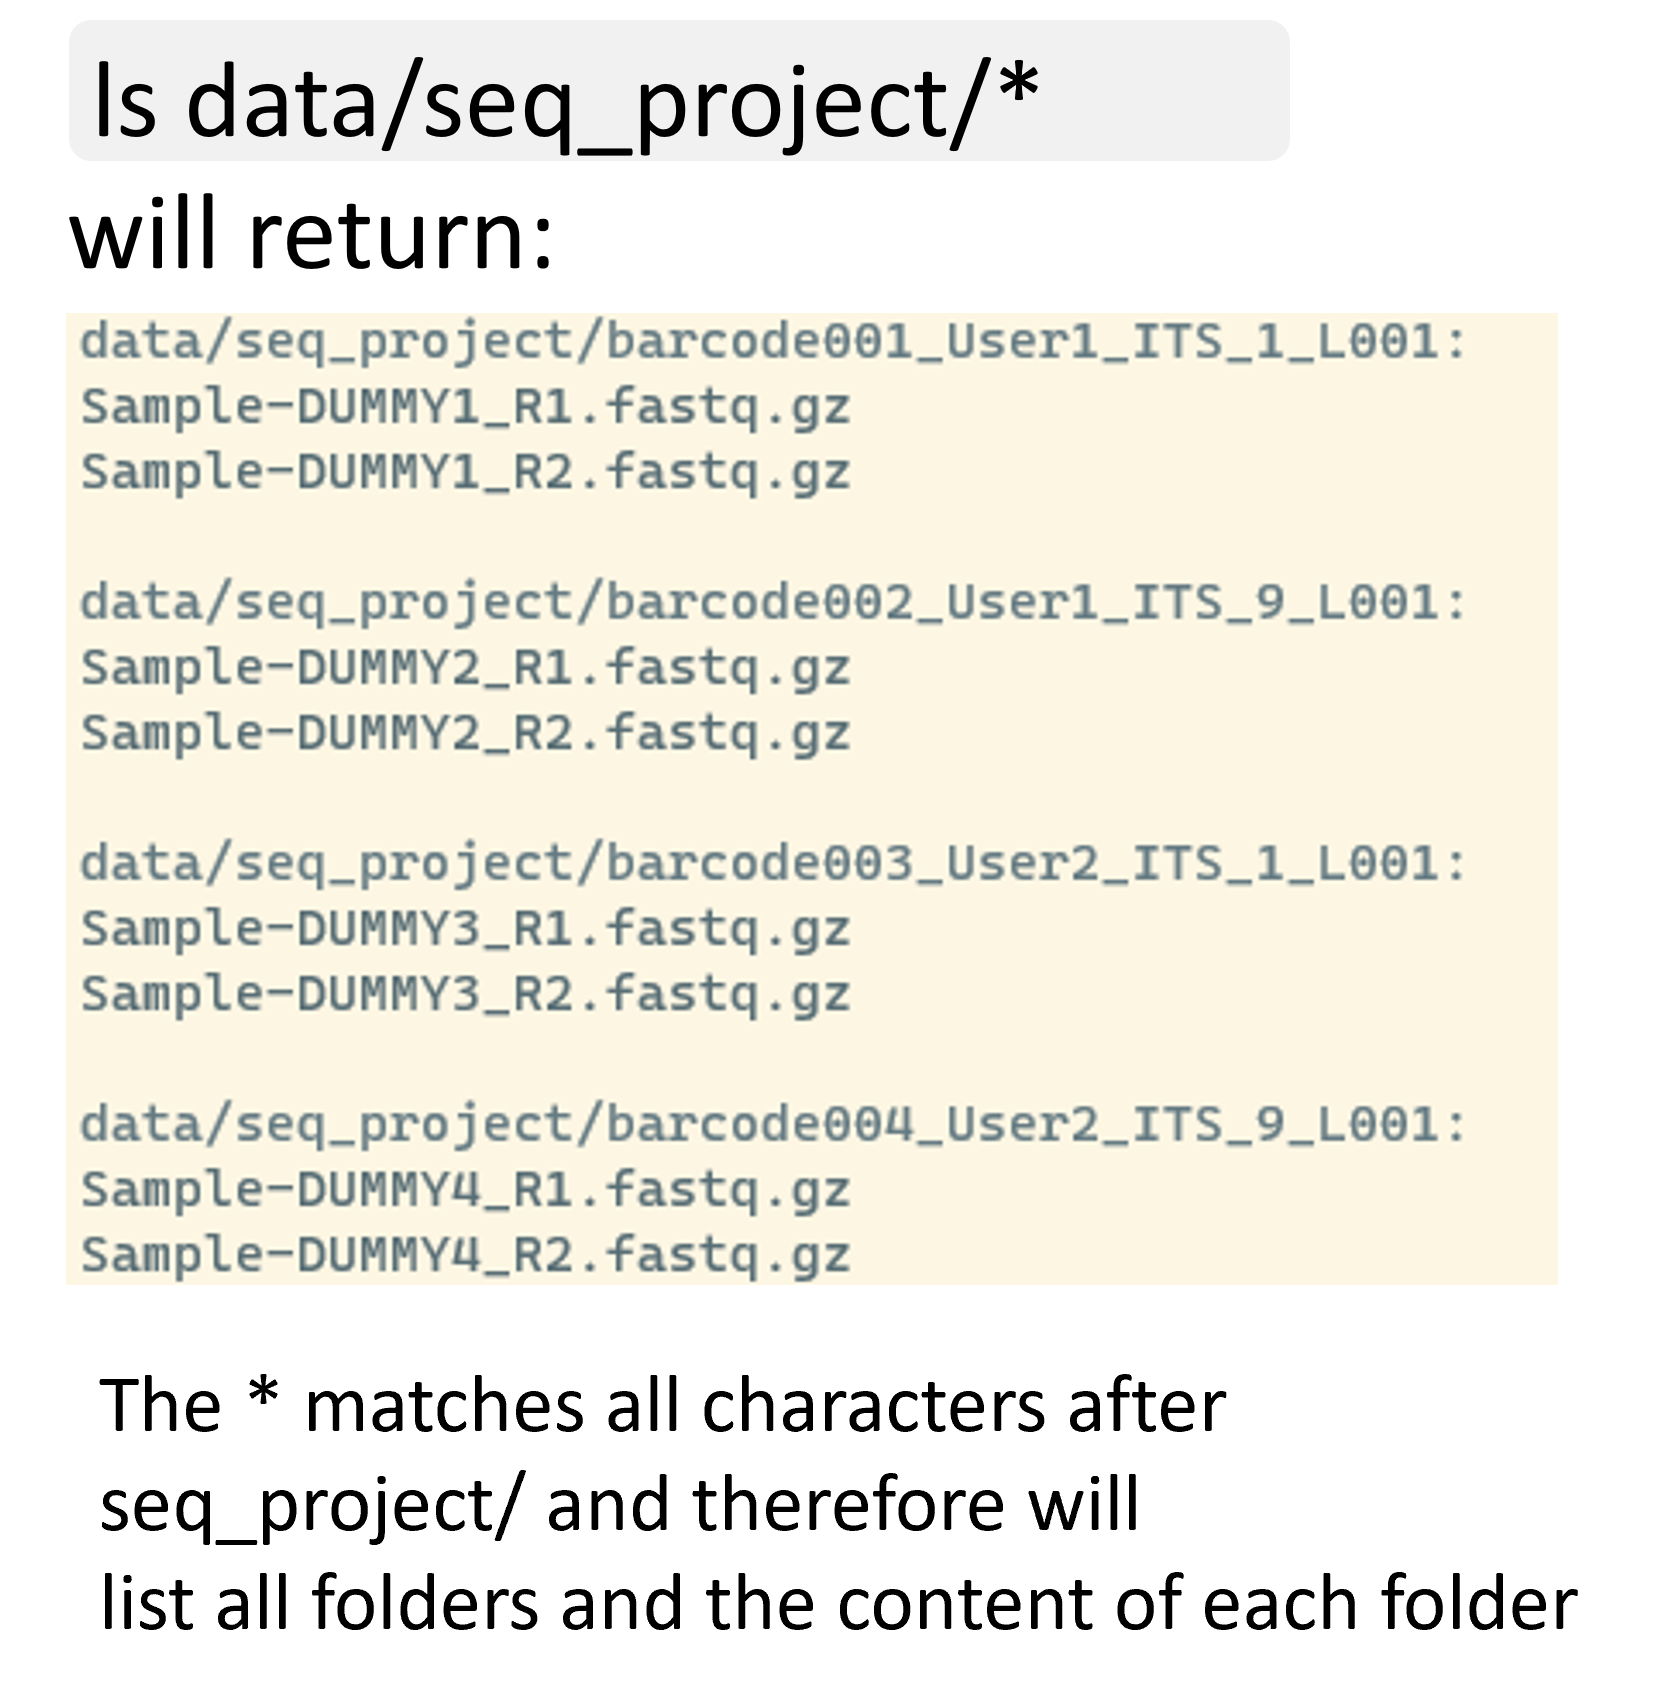 ls data/seq_project/*
will return:
data/seq_project/barcode001_User1_ITS_1_L001:
Sample-DUMMY1_R1.fastq.gz
Sample-DUMMY1_R2.fastq.gz
data/seq_project/barcode002_User1_ITS_9_L001:
Sample-DUMMY2_R1.fastq.gz
Sample-DUMMY2_R2.fastq.gz
data/seq_project/barcode003_User2_ITS_1_L001:
Sample-DUMMY3_R1.fastq.gz
Sample-DUMMY3_R2.fastq.gz
data/seq_project/barcode004_User2_ITS_9_L001:
Sample-DUMMY4_R1.fastq.gz
Sample-DUMMY4_R2.fastq.gz
The * matches all characters after
seq_project/ and therefore will
list all folders and the content of each folder